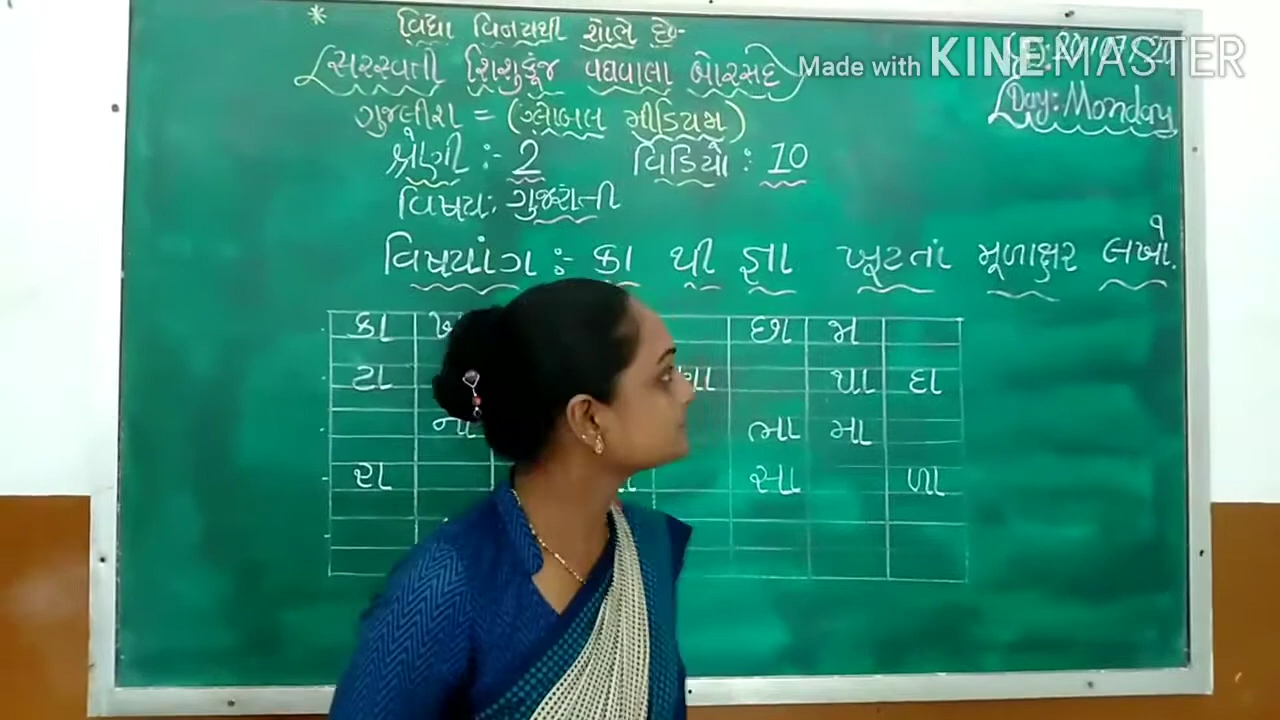 * વિદ્યા વિનયથી શોભે છે-
સરસ્વતી શિશુકુંજ વઘવાલા બોરસદ
Made with KINEMASTER
ગુજલીશ = (ગ્લોબલ મીડિયમ)
Day: Monday
શ્રેણી :- 2 વિડિયો : 10
વિષય: ગુજરાતી
વિષયાંગ :- કા થી જ્ઞા ખૂટતાં મૂળાક્ષર લખો.
કા છા જા
ટા થા દા
ના ભા મા
રા સા ળા